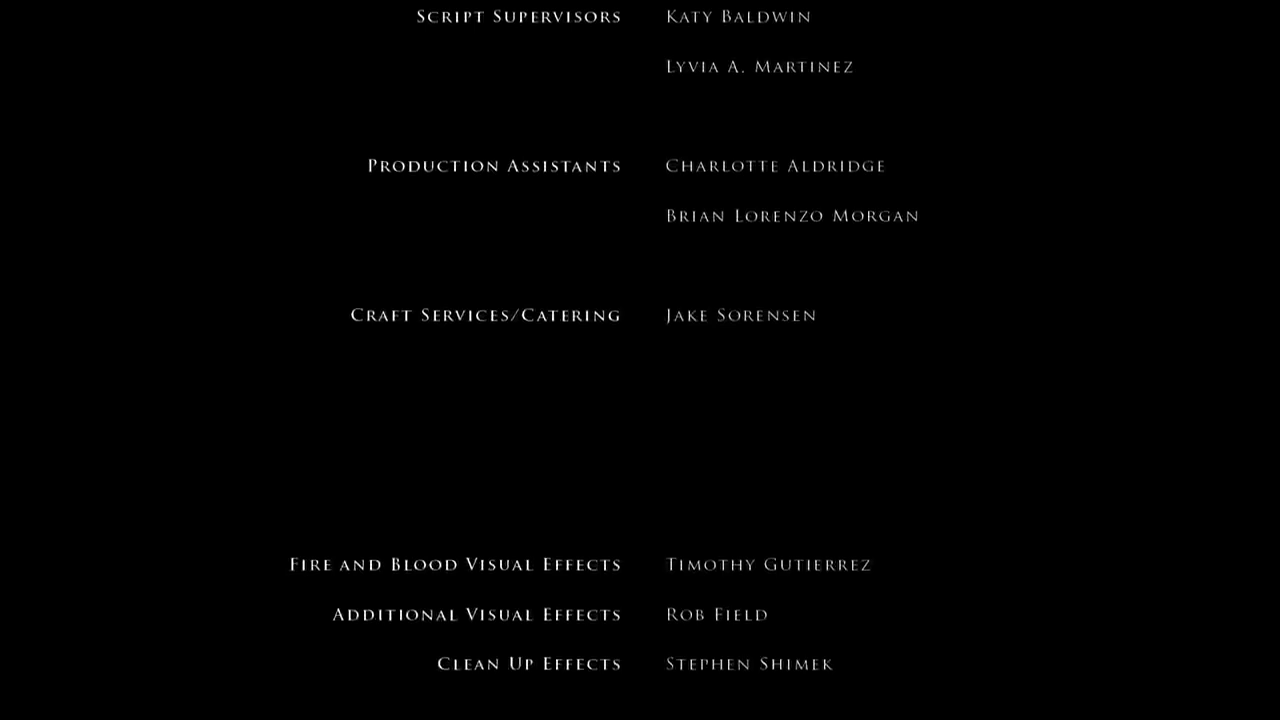 Script Supervisors Katy Baldwin
Lyvia A. Martinez
Production Assistants Charlotte Aldridge
Brian Lorenzo Morgan
Craft Services/Catering Jake Sorensen
Fire and Blood Visual Effects Timothy Gutierrez
Additional Visual Effects Rob Field
Clean Up Effects Stephen Shimek